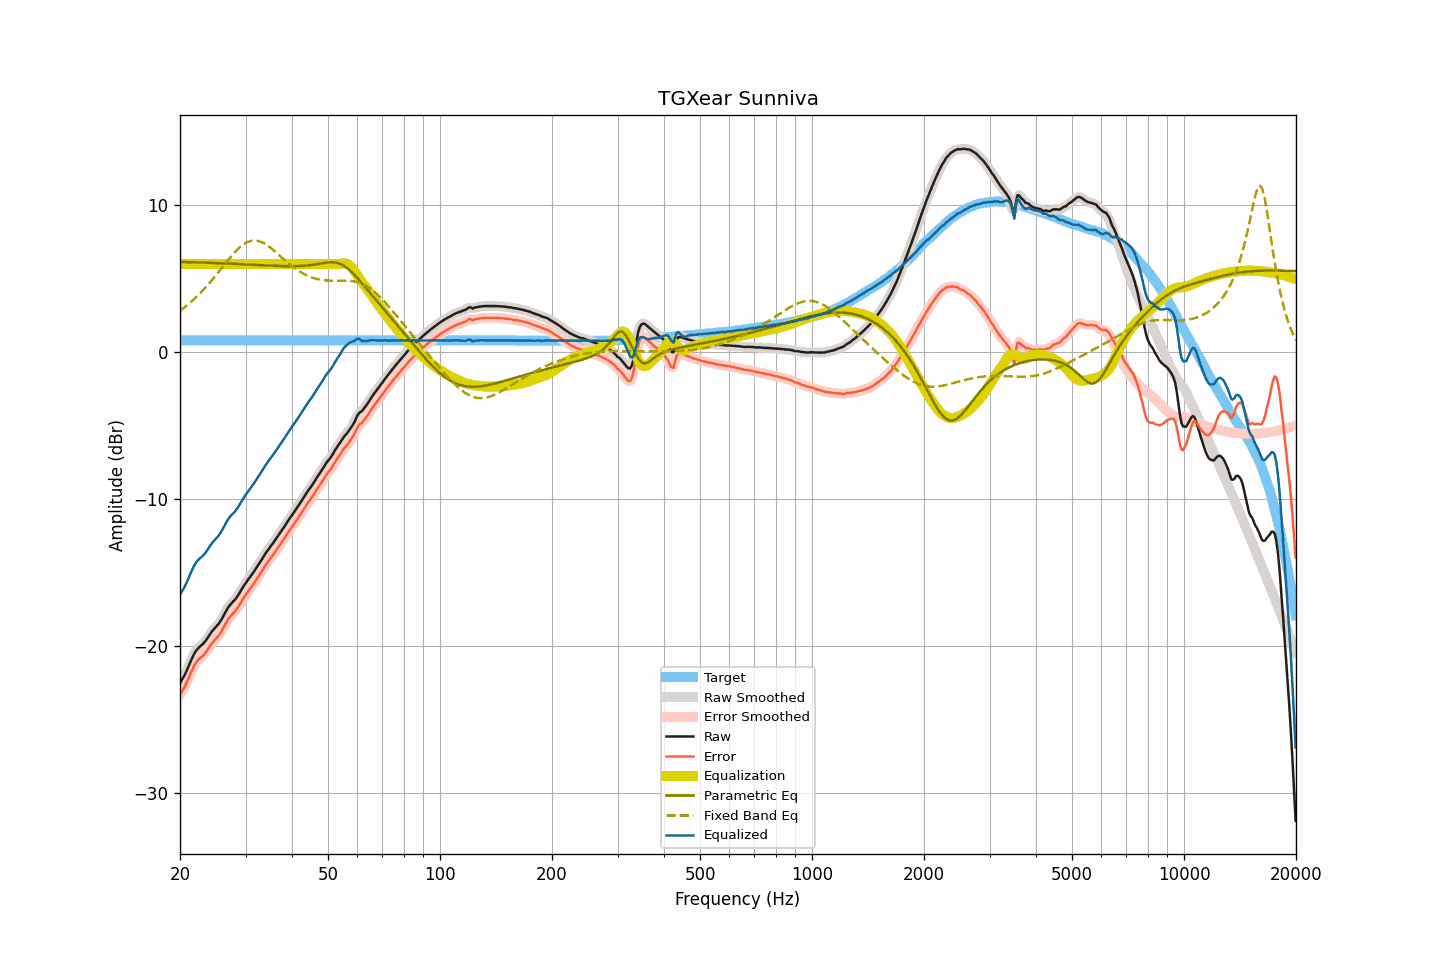 TGXear Sunniva
Amplitude (dBr)
10
0
−10
−20
−30
Target
Raw Smoothed
Error Smoothed
Raw
Error
Equalization
Parametric Eq
Fixed Band Eq
Equalized
20 50 100 200 500 1000 2000 5000 10000 20000
Frequency (Hz)